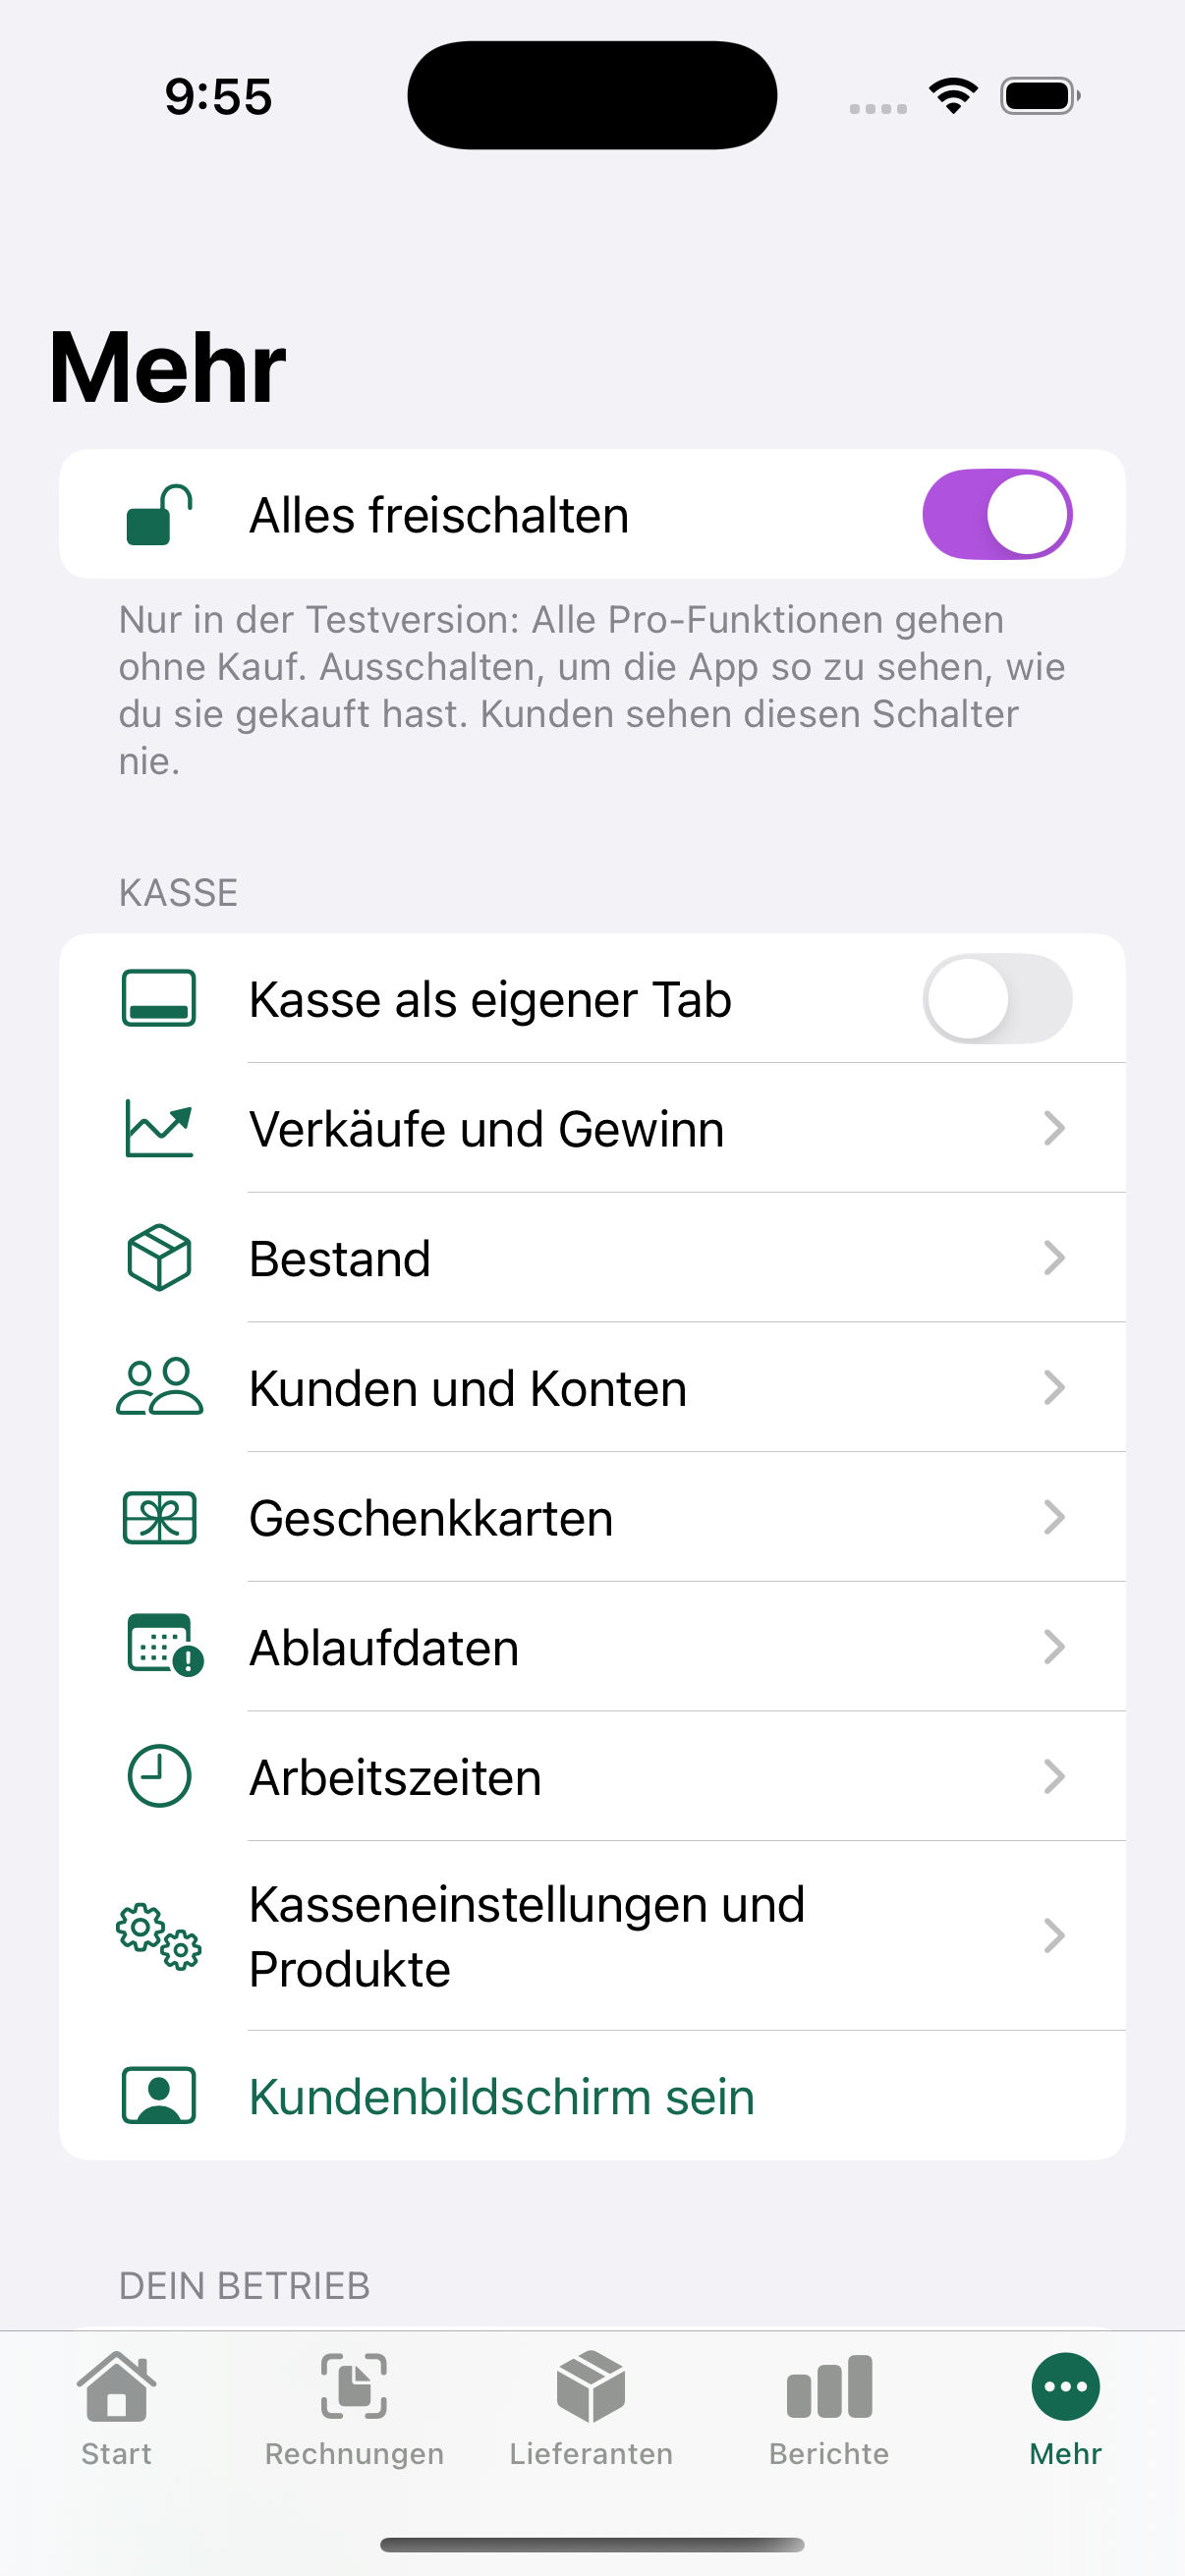 9:55
Mehr
Alles freischalten
Nur in der Testversion: Alle Pro-Funktionen gehen
ohne Kauf. Ausschalten, um die App so zu sehen, wie
du sie gekauft hast. Kunden sehen diesen Schalter
nie.
KASSE
Kasse als eigener Tab
Verkäufe und Gewinn
Bestand
Kunden und Konten
Geschenkkarten
Ablaufdaten
Arbeitszeiten
Kasseneinstellungen und
Produkte
Kundenbildschirm sein
DEIN BETRIEB
Start
Rechnungen
Lieferanten
Berichte
Mehr